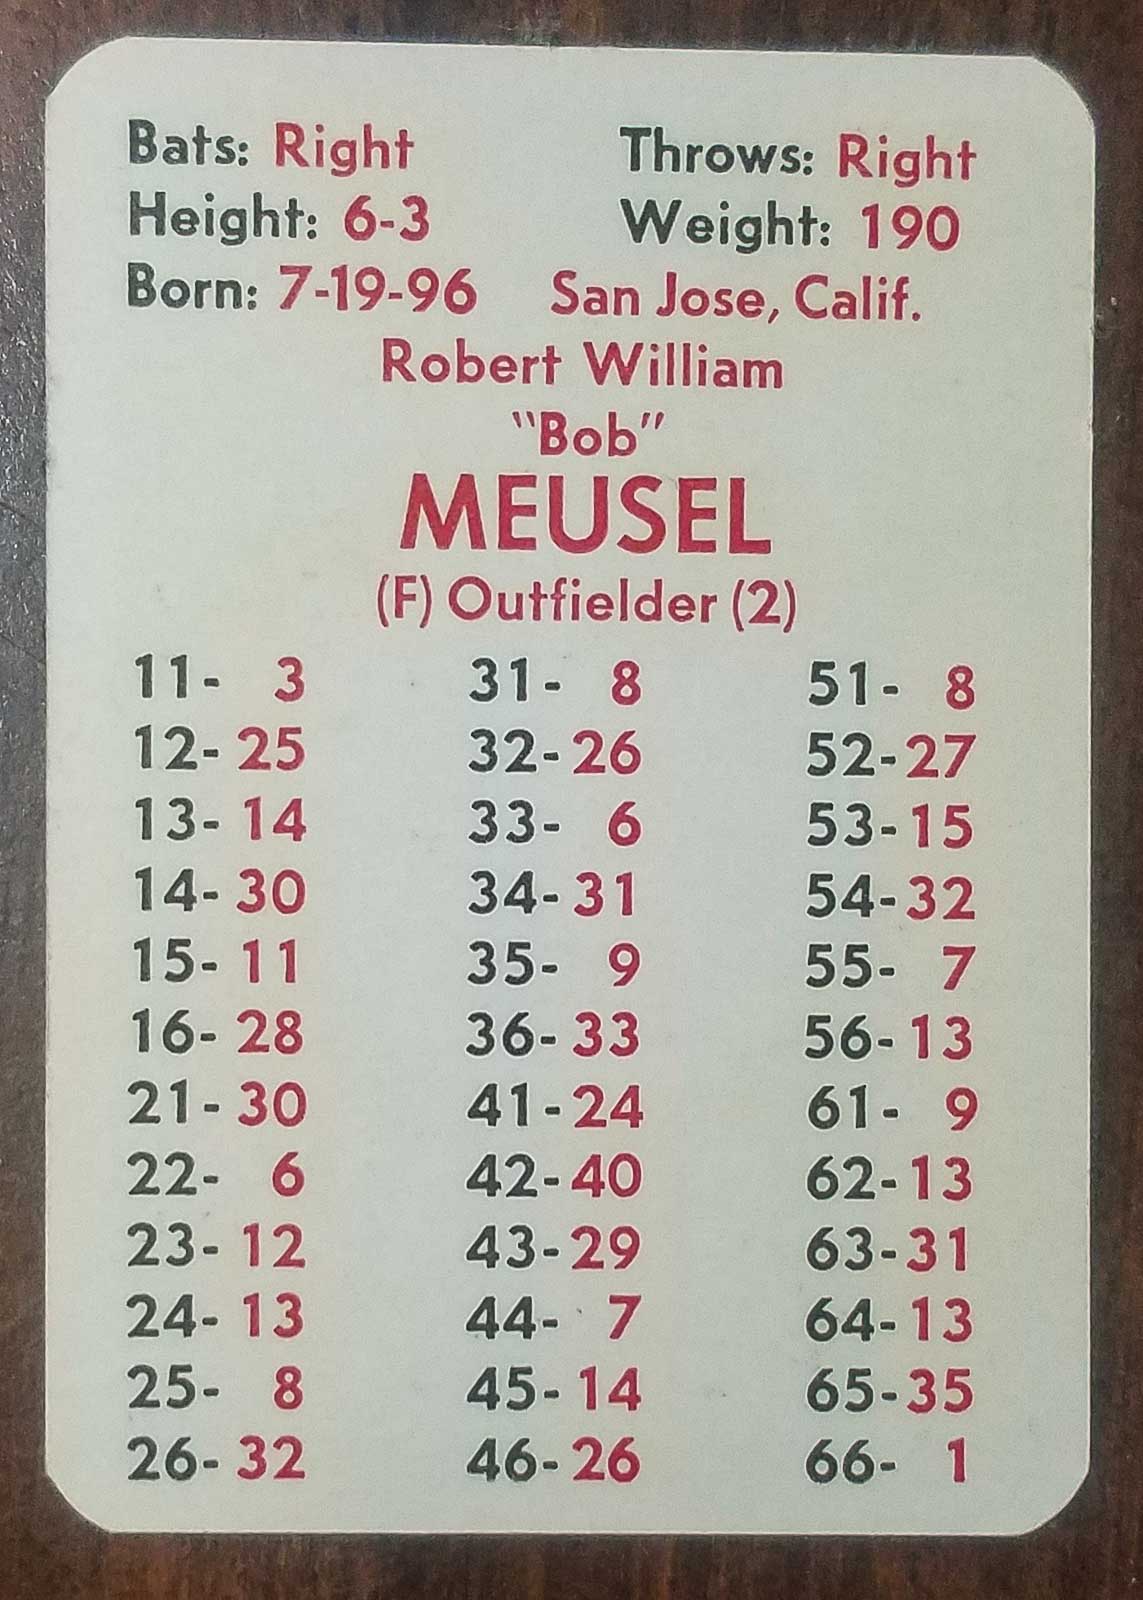 Bats: Right Throws: Right
Height: 6-3 Weight: 190
Born: 7-19-96 San Jose, Calif.
Robert William
"Bob"
MEUSEL
(F) Outfielder (2)
11- 3 31- 8 51- 8
12- 25 32- 26 52- 27
13- 14 33- 6 53- 15
14- 30 34- 31 54- 32
15- 11 35- 9 55- 7
16- 28 36- 33 56- 13
21- 30 41- 24 61- 9
22- 6 42- 40 62- 13
23- 12 43- 29 63- 31
24- 13 44- 7 64- 13
25- 8 45- 14 65- 35
26- 32 46- 26 66- 1